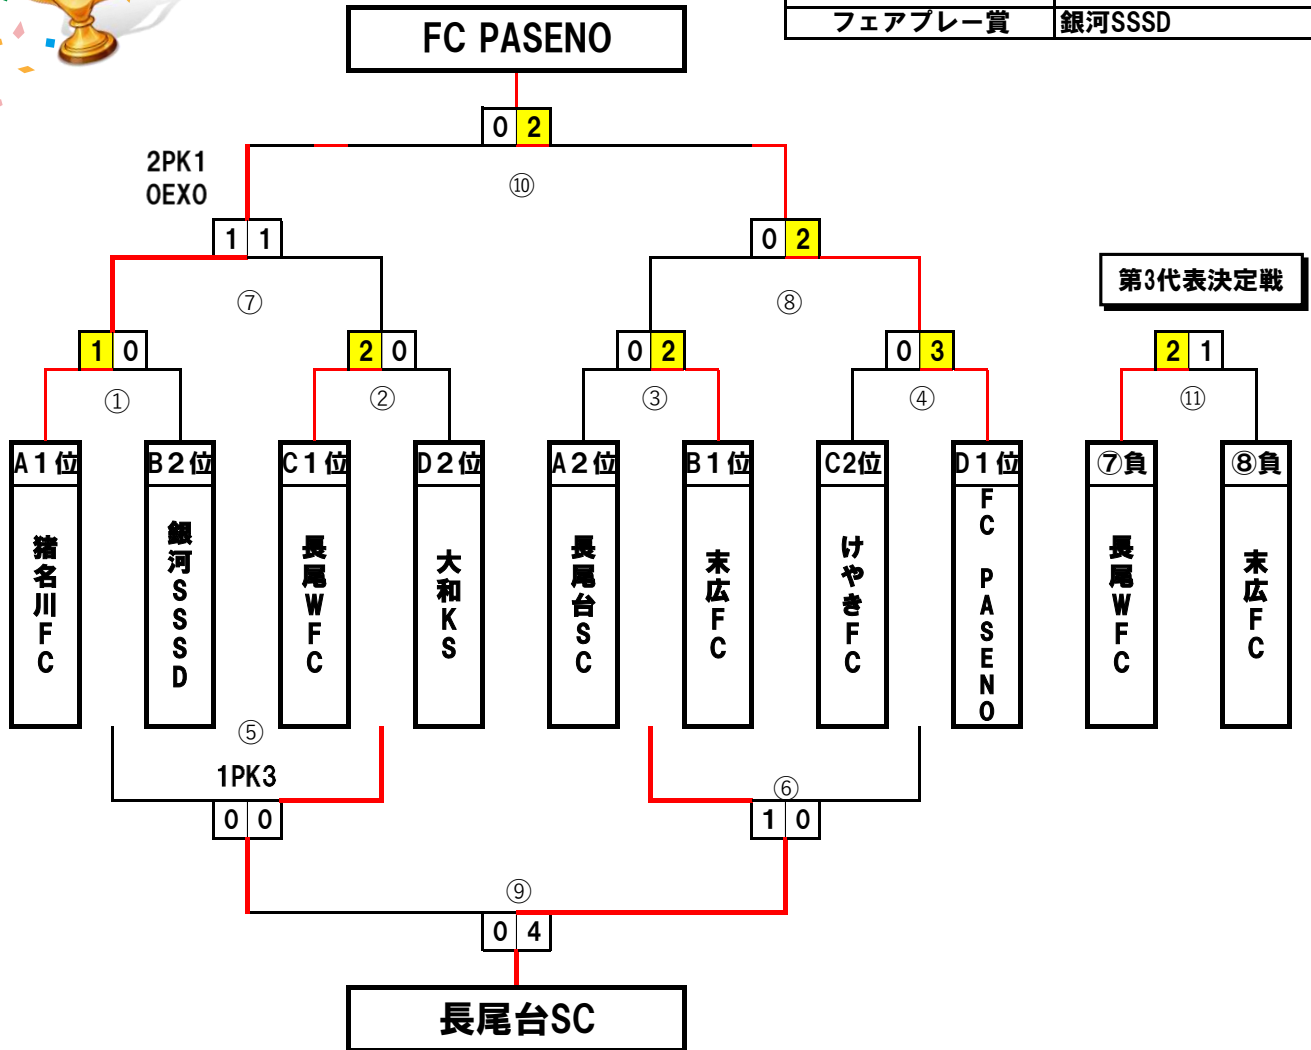 フェアプレー賞 銀河SSSD
FC PASENO
0 2
2PK1
0EX0
⑩
1 1
0 2
⑦
⑧
第3代表決定戦
1 0
2 0
0 2
0 3
2 1
①
②
③
④
⑪
A1位
B2位
C1位
D2位
A2位
B1位
C2位
D1位
⑦負
⑧負
猪名川FC
銀河SSSD
長尾WFC
大和KS
長尾台SC
末広FC
けやきFC
FC PASENO
長尾WFC
末広FC
⑤
1PK3
⑥
0 0
1 0
⑨
0 4
長尾台SC